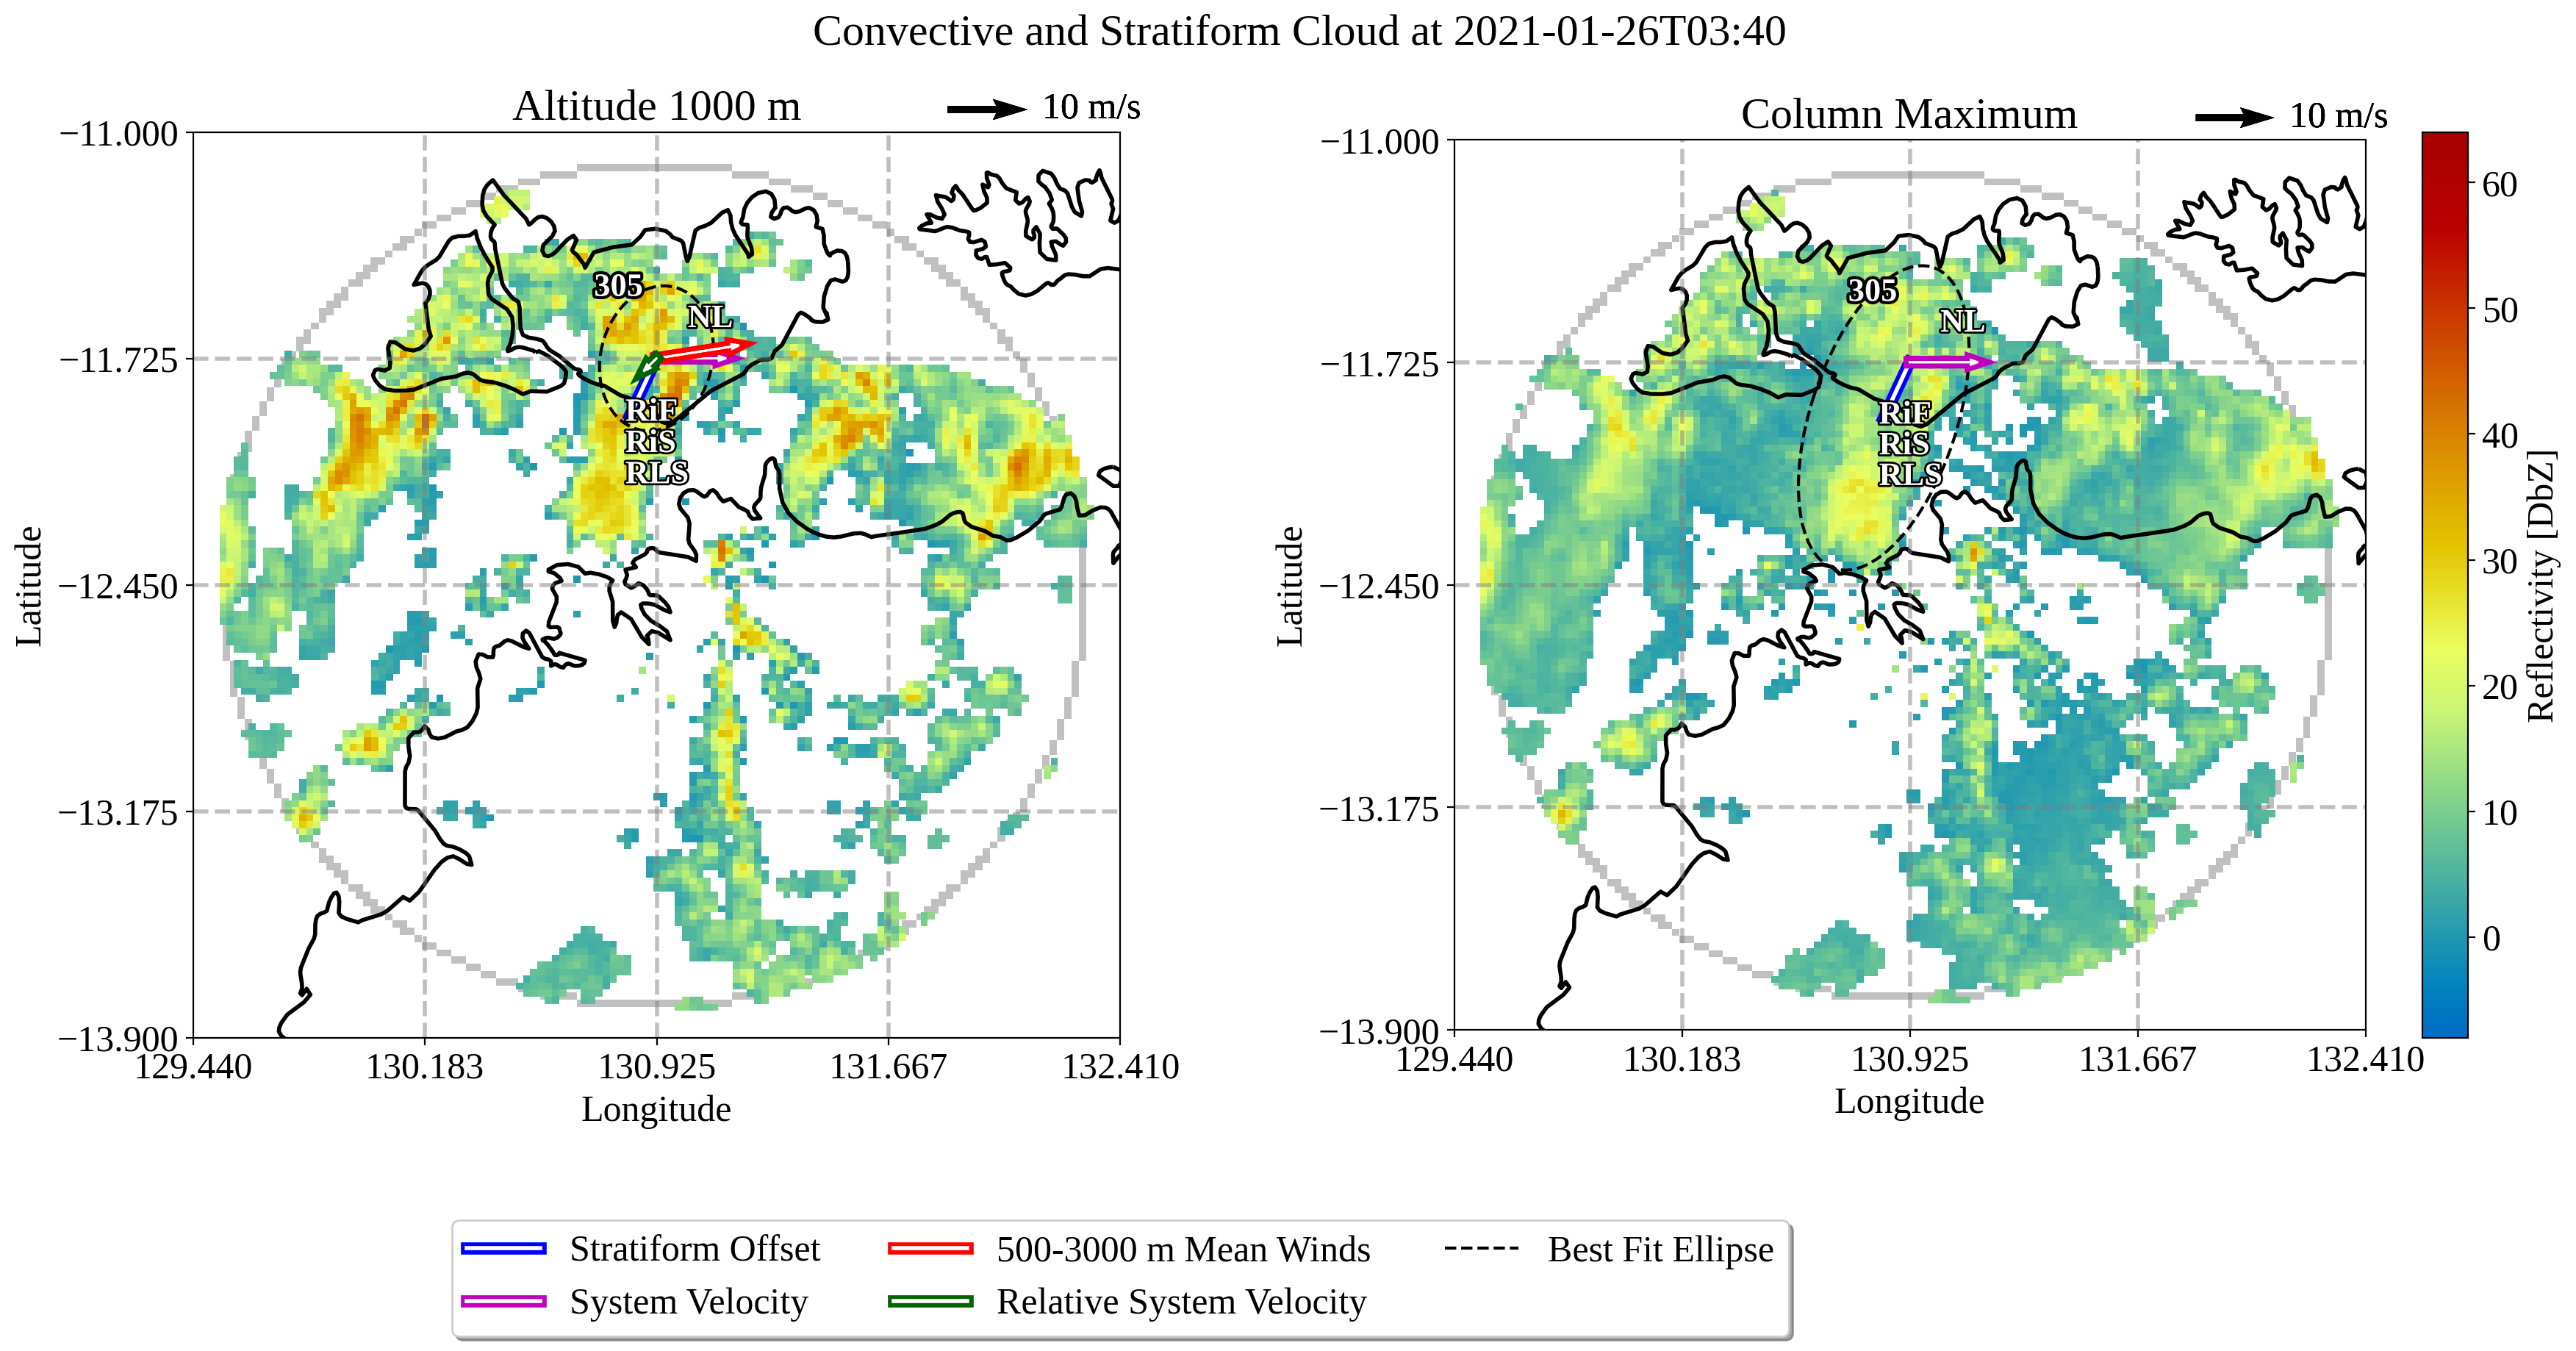 Convective and Stratiform Cloud at 2021-01-26T03:40
Altitude 1000 m
10 m/s
−11.000
−11.725
−12.450
−13.175
−13.900
Latitude
129.440
130.183
130.925
131.667
132.410
Longitude
305
NL
RiF
RiS
RLS
Column Maximum
10 m/s
−11.000
−11.725
−12.450
−13.175
−13.900
Latitude
129.440
130.183
130.925
131.667
132.410
Longitude
305
NL
RiF
RiS
RLS
60
50
40
30
20
10
0
Reflectivity [DbZ]
Stratiform Offset
500-3000 m Mean Winds
Best Fit Ellipse
System Velocity
Relative System Velocity